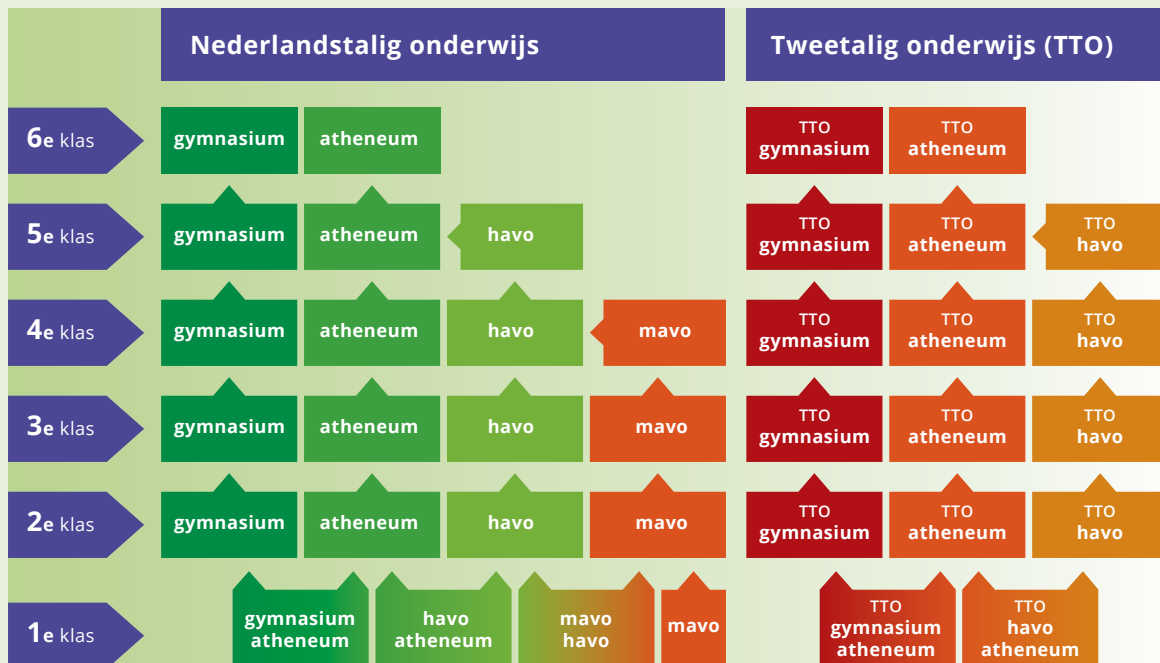 Nederlandstalig onderwijs
Tweetalig onderwijs (TTO)
6e klas
gymnasium
atheneum
TTO
gymnasium
TTO
atheneum
5e klas
gymnasium
atheneum
havo
TTO
gymnasium
TTO
atheneum
TTO
havo
4e klas
gymnasium
atheneum
havo
mavo
TTO
gymnasium
TTO
atheneum
TTO
havo
3e klas
gymnasium
atheneum
havo
mavo
TTO
gymnasium
TTO
atheneum
TTO
havo
2e klas
gymnasium
atheneum
havo
mavo
TTO
gymnasium
TTO
atheneum
TTO
havo
1e klas
gymnasium
atheneum
havo
atheneum
mavo
havo
mavo
TTO
gymnasium
atheneum
TTO
havo
atheneum